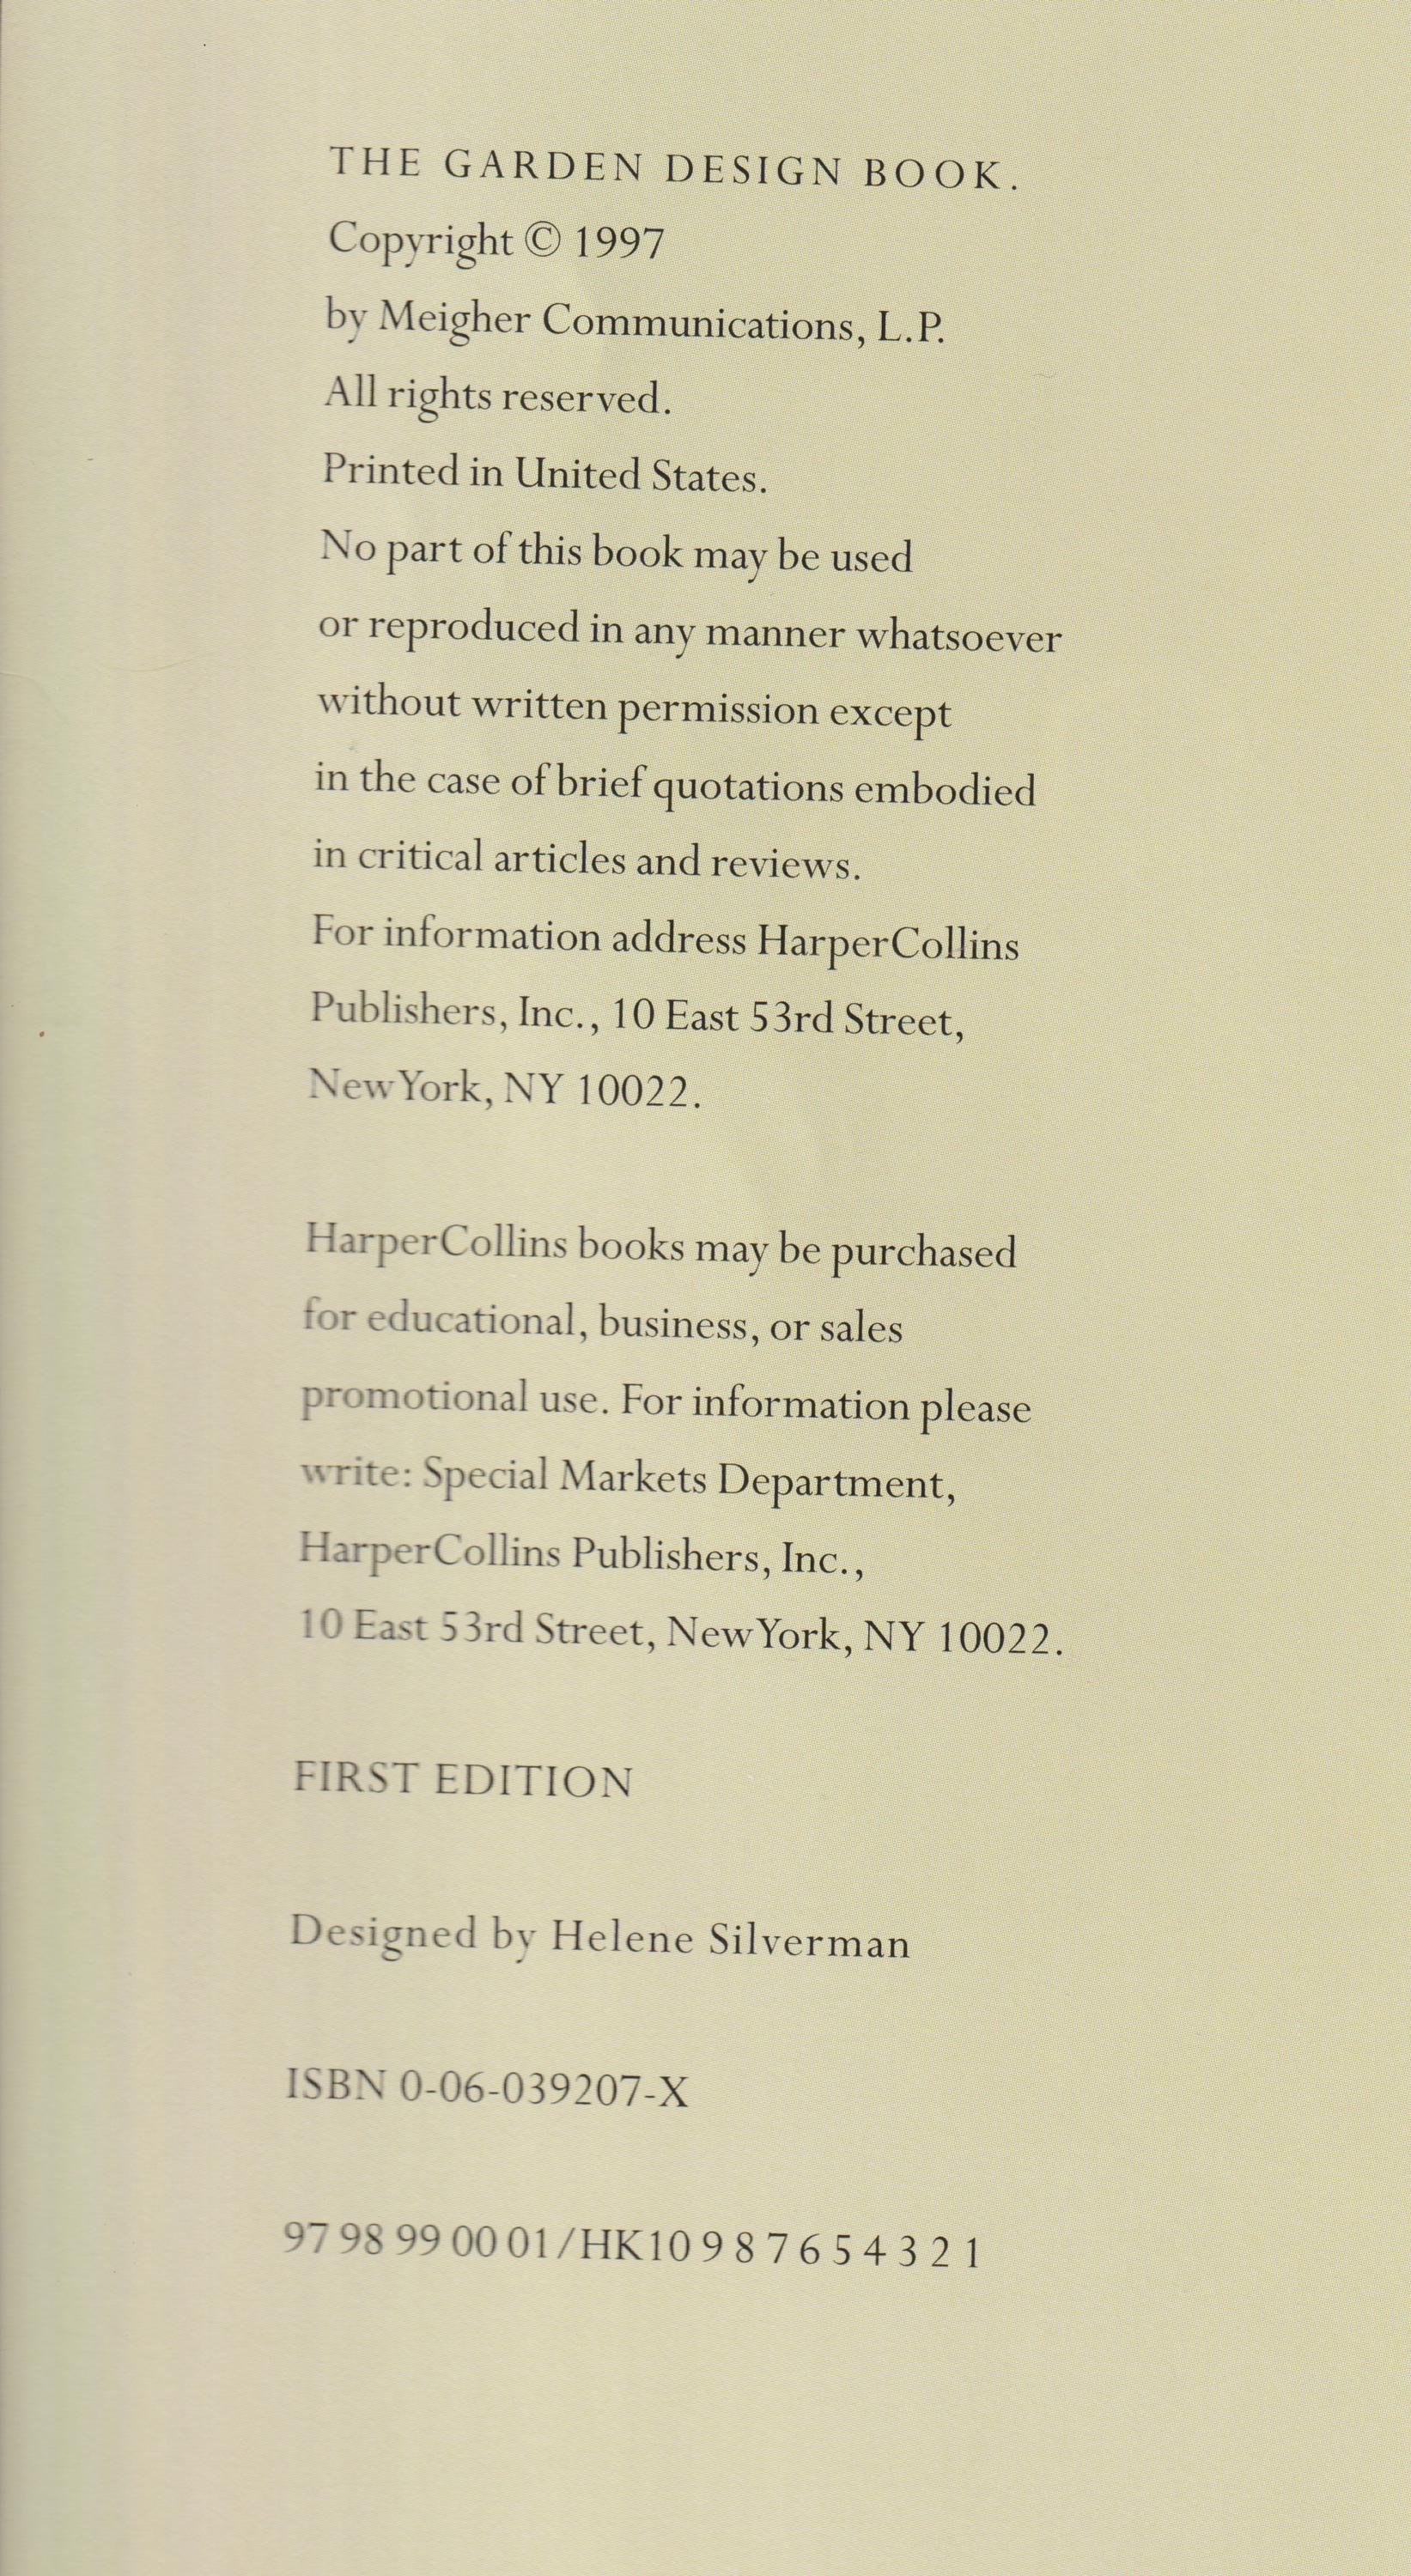 THE GARDEN DESIGN BOOK.
Copyright © 1997
by Meigher Communications, L.P.
All rights reserved.
Printed in United States.
No part of this book may be used
or reproduced in any manner whatsoever
without written permission except
in the case of brief quotations embodied
in critical articles and reviews.
For information address HarperCollins
Publishers, Inc., 10 East 53rd Street,
New York, NY 10022.
HarperCollins books may be purchased
for educational, business, or sales
promotional use. For information please
write: Special Markets Department,
HarperCollins Publishers, Inc.,
10 East 53rd Street, New York, NY 10022.
FIRST EDITION
Designed by Helene Silverman
ISBN 0-06-039207-X
97 98 99 00 01/HK10 9 8 7 6 5 4 3 2 1